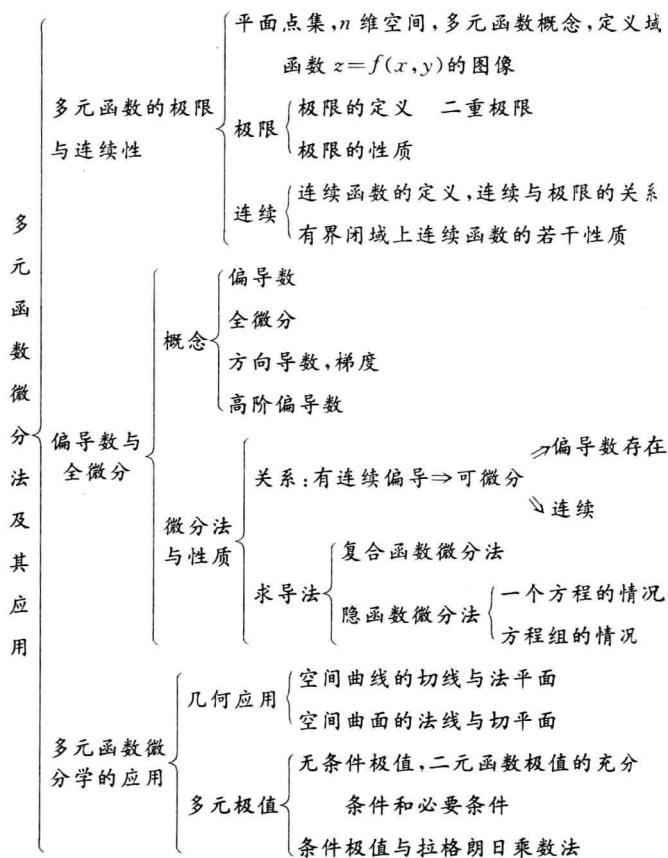 多元函数微分法及其应用
多元函数的极限
与连续性
平面点集,n维空间,多元函数概念,定义域
函数z=f(x,y)的图像
极限
极限的定义 二重极限
极限的性质
连续
连续函数的定义,连续与极限的关系
有界闭域上连续函数的若干性质
偏导数与
全微分
概念
偏导数
全微分
方向导数,梯度
高阶偏导数
微分法
与性质
关系:有连续偏导⇒可微分
⇗偏导数存在
⇘连续
求导法
复合函数微分法
隐函数微分法
一个方程的情况
方程组的情况
多元函数微
分学的应用
几何应用
空间曲线的切线与法平面
空间曲面的法线与切平面
多元极值
无条件极值,二元函数极值的充分
条件和必要条件
条件极值与拉格朗日乘数法